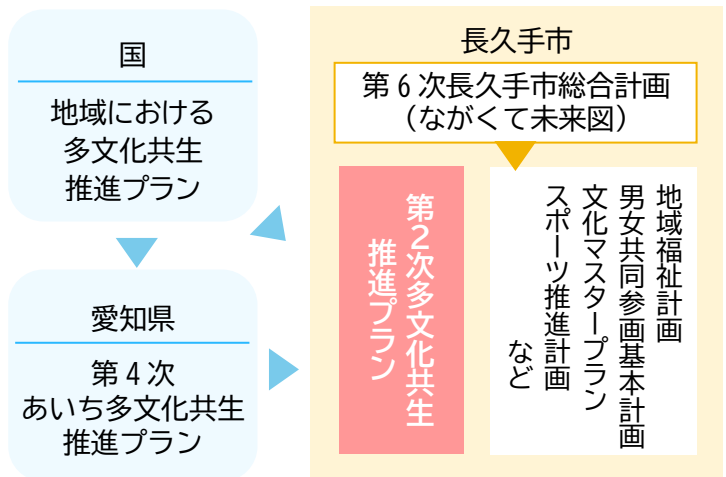 国
地域における
多文化共生
推進プラン
愛知県
第4次
あいち多文化共生
推進プラン
長久手市
第6次長久手市総合計画
(ながくて未来図)
第2次多文化共生
推進プラン
地域福祉計画
男女共同参画基本計画
文化マスタープラン
スポーツ推進計画
など